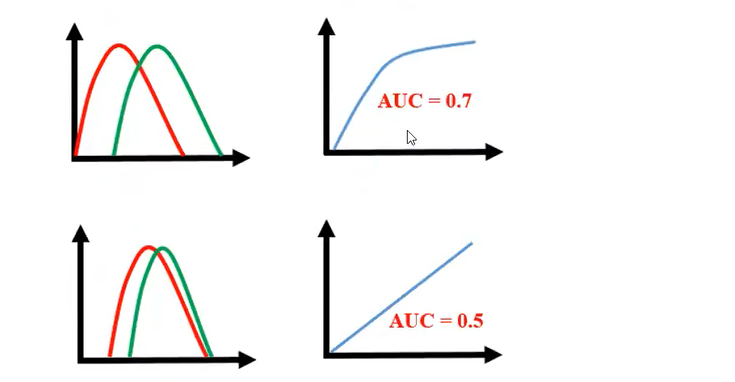 AUC = 0.7
AUC = 0.5